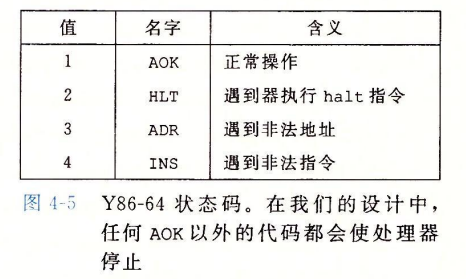 值 名字 含义
1 AOK 正常操作
2 HLT 遇到器执行 halt 指令
3 ADR 遇到非法地址
4 INS 遇到非法指令
图 4-5 Y86-64 状态码。在我们的设计中，
任何 AOK 以外的代码都会使处理器
停止